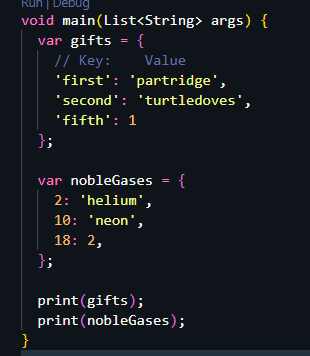 Run | Debug
void main(List<String> args) {
  var gifts = {
    // Key:    Value
    'first': 'partridge',
    'second': 'turtledoves',
    'fifth': 1
  };

  var nobleGases = {
    2: 'helium',
    10: 'neon',
    18: 2,
  };

  print(gifts);
  print(nobleGases);
}